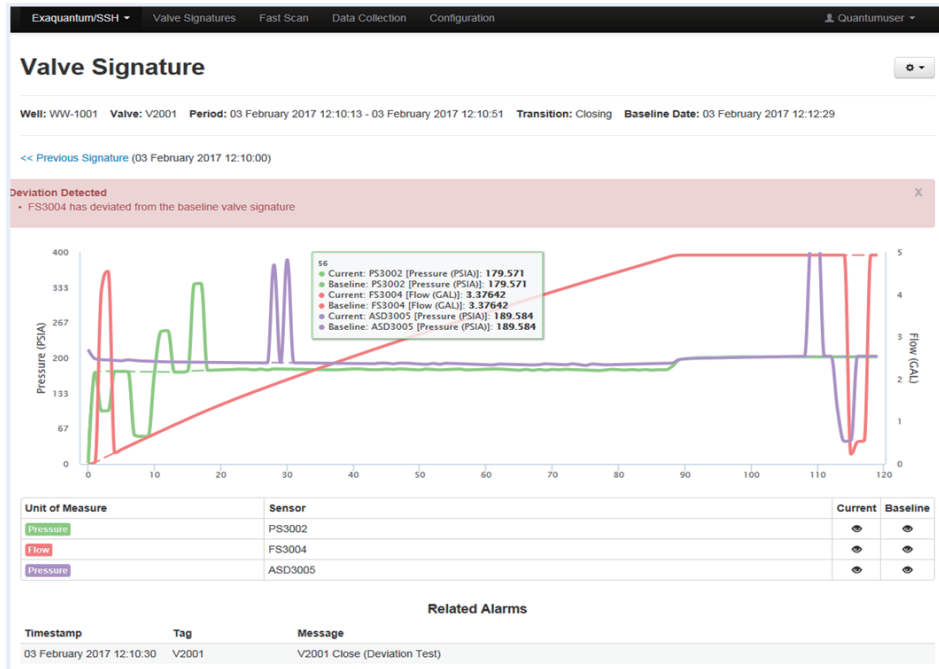 Exaquantum/SSH Valve Signatures Fast Scan Data Collection Configuration Quantumuser
Valve Signature
Well: WW-1001 Valve: V2001 Period: 03 February 2017 12:10:13 - 03 February 2017 12:10:51 Transition: Closing Baseline Date: 03 February 2017 12:12:29
<< Previous Signature (03 February 2017 12:10:00)
Deviation Detected x
• FS3004 has deviated from the baseline valve signature
400 5
333 4
267 3
200 2
133 1
67
0 0
Pressure (PSIA)
Flow (GAL)
56
Current: PS3002 [Pressure (PSIA)]: 179.571
Baseline: PS3002 [Pressure (PSIA)]: 179.571
Current: FS3004 [Flow (GAL)]: 3.37642
Baseline: FS3004 [Flow (GAL)]: 3.37642
Current: ASD3005 [Pressure (PSIA)]: 189.584
Baseline: ASD3005 [Pressure (PSIA)]: 189.584
0 10 20 30 40 50 60 70 80 90 100 110 120
Unit of Measure Sensor Current Baseline
Pressure PS3002
Flow FS3004
Pressure ASD3005
Related Alarms
Timestamp Tag Message
03 February 2017 12:10:30 V2001 V2001 Close (Deviation Test)